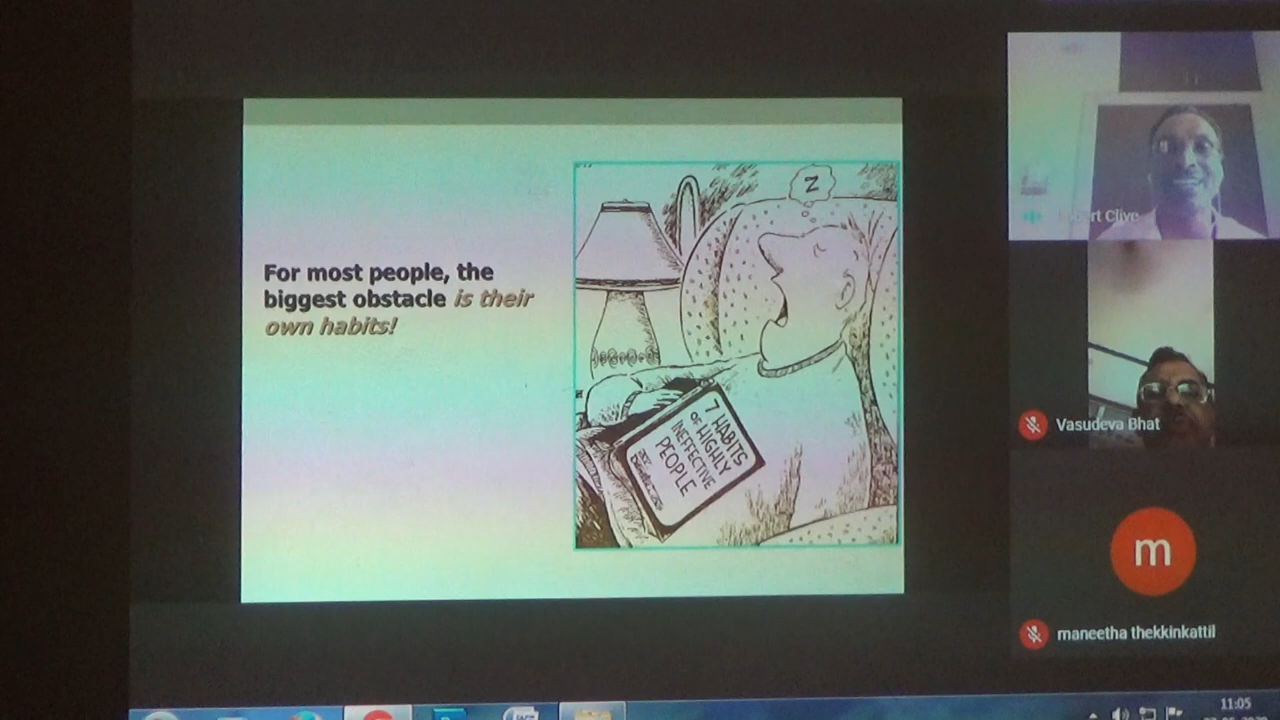 For most people, the
biggest obstacle is their
own habits!
Z
7 HABITS
OF HIGHLY
INEFFECTIVE
PEOPLE
Clive
Vasudeva Bhat
m
maneetha thekkinkattil
11:05